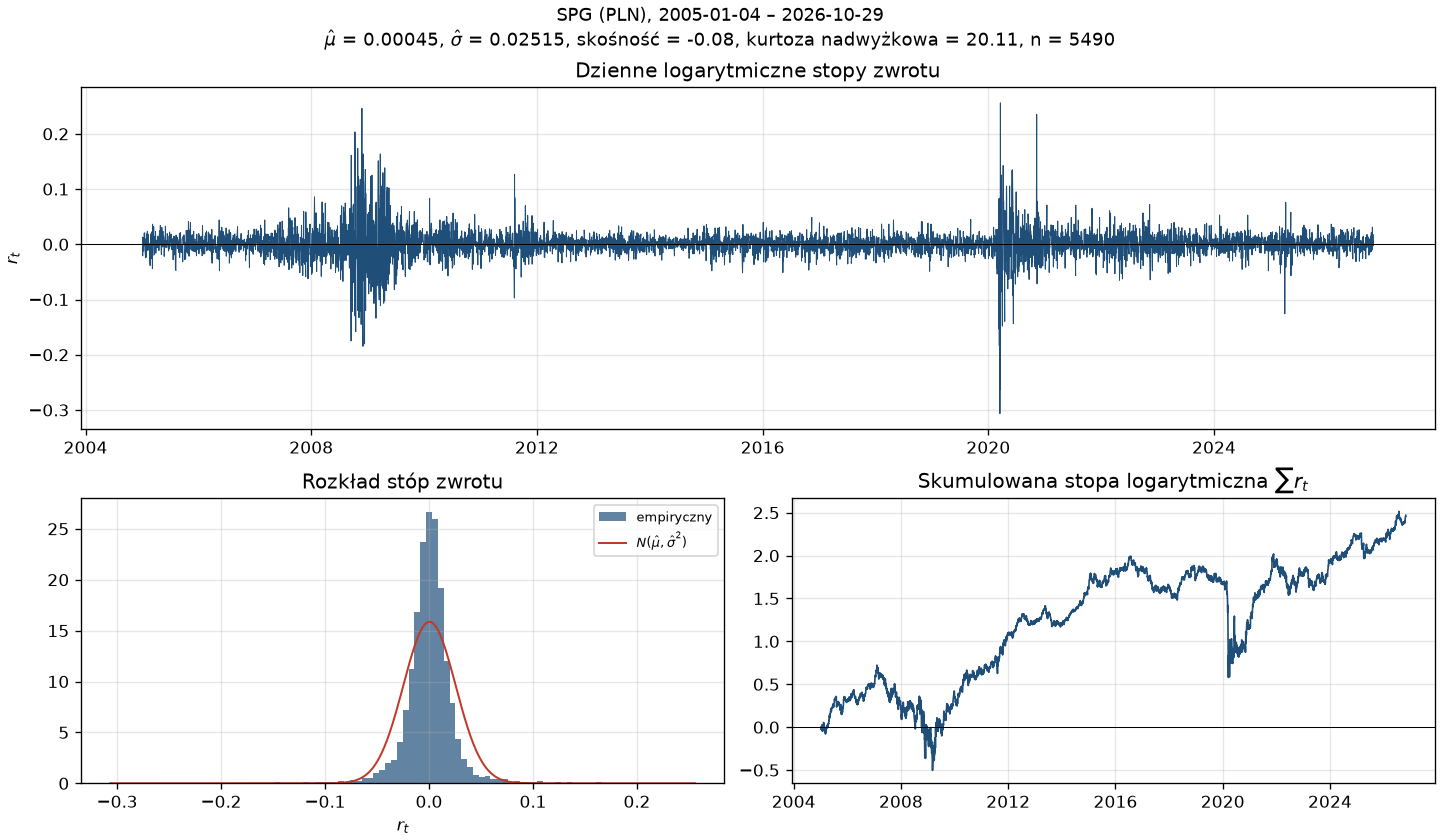 SPG (PLN), 2005-01-04 – 2026-10-29
μ̂ = 0.00045, σ̂ = 0.02515, skośność = -0.08, kurtoza nadwyżkowa = 20.11, n = 5490
Dzienne logarytmiczne stopy zwrotu
0.2
0.1
0.0
−0.1
−0.2
−0.3
r_t
2004 2008 2012 2016 2020 2024
Rozkład stóp zwrotu
25
20
15
10
5
0
empiryczny
N(μ̂, σ̂²)
−0.3 −0.2 −0.1 0.0 0.1 0.2
r_t
Skumulowana stopa logarytmiczna ∑r_t
2.5
2.0
1.5
1.0
0.5
0.0
−0.5
2004 2008 2012 2016 2020 2024